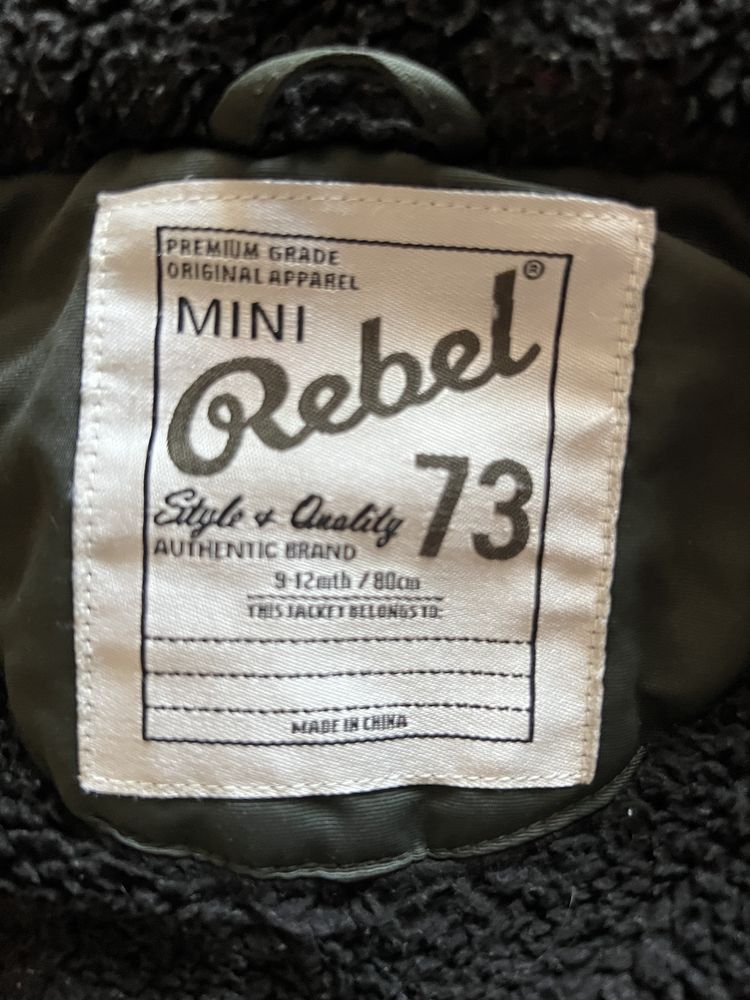 PREMIUM GRADE
ORIGINAL APPAREL
MINI
Rebel®
73
Style & Quality
AUTHENTIC BRAND
9-12mth / 80cm
THIS JACKET BELONGS TO:
MADE IN CHINA